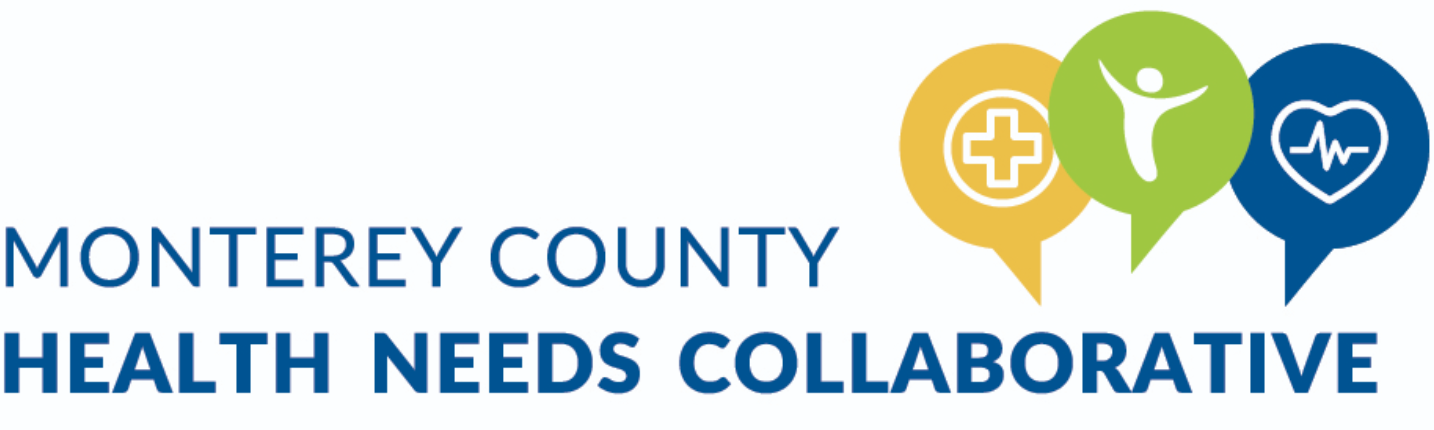 MONTEREY COUNTY
HEALTH NEEDS COLLABORATIVE